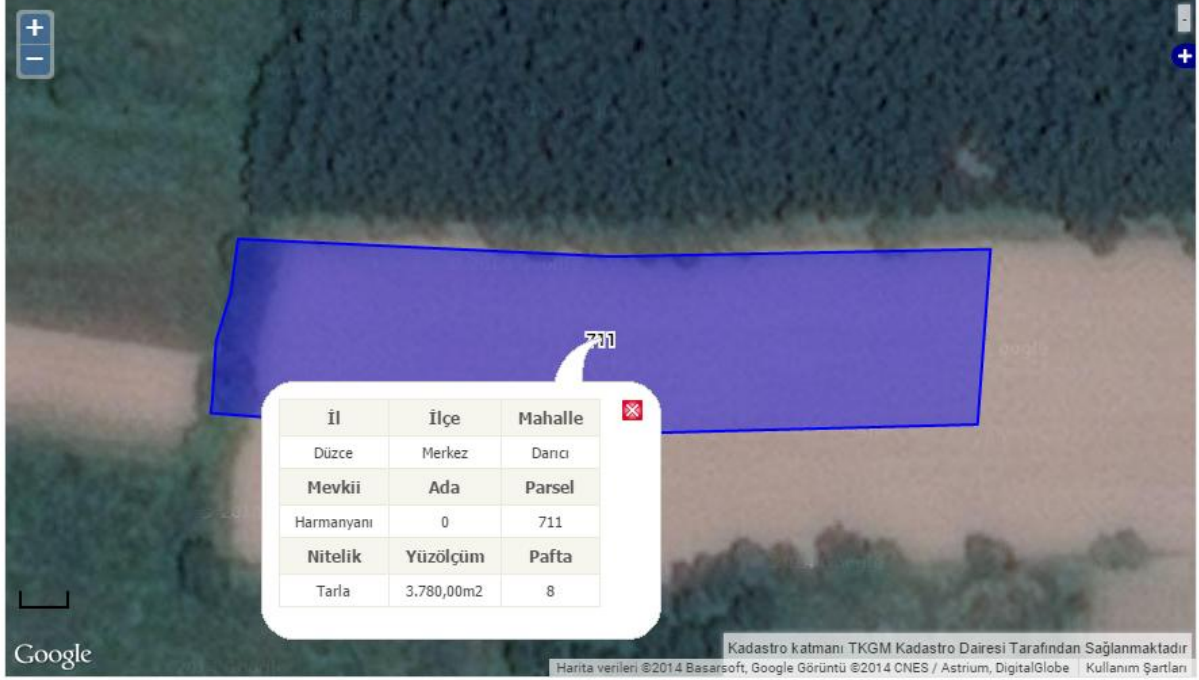 +
−
-
+
711
İl İlçe Mahalle
Düzce Merkez Darıcı
Mevkii Ada Parsel
Harmanyanı 0 711
Nitelik Yüzölçüm Pafta
Tarla 3.780,00m2 8
Google
Kadastro katmanı TKGM Kadastro Dairesi Tarafından Sağlanmaktadır
Harita verileri ©2014 Basarsoft, Google Görüntü ©2014 CNES / Astrium, DigitalGlobe Kullanım Şartları